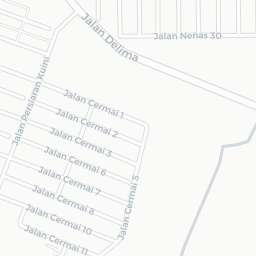 Jalan Delima
Jalan Nenas 30
Jalan Persiaran Kulni
Jalan Cermai 1
Jalan Cermai 2
Jalan Cermai 3
Jalan Cermai 6
Jalan Cermai 7
Jalan Cermai 5
Jalan Cermai 8
Jalan Cermai 10
Jalan Cermai 11